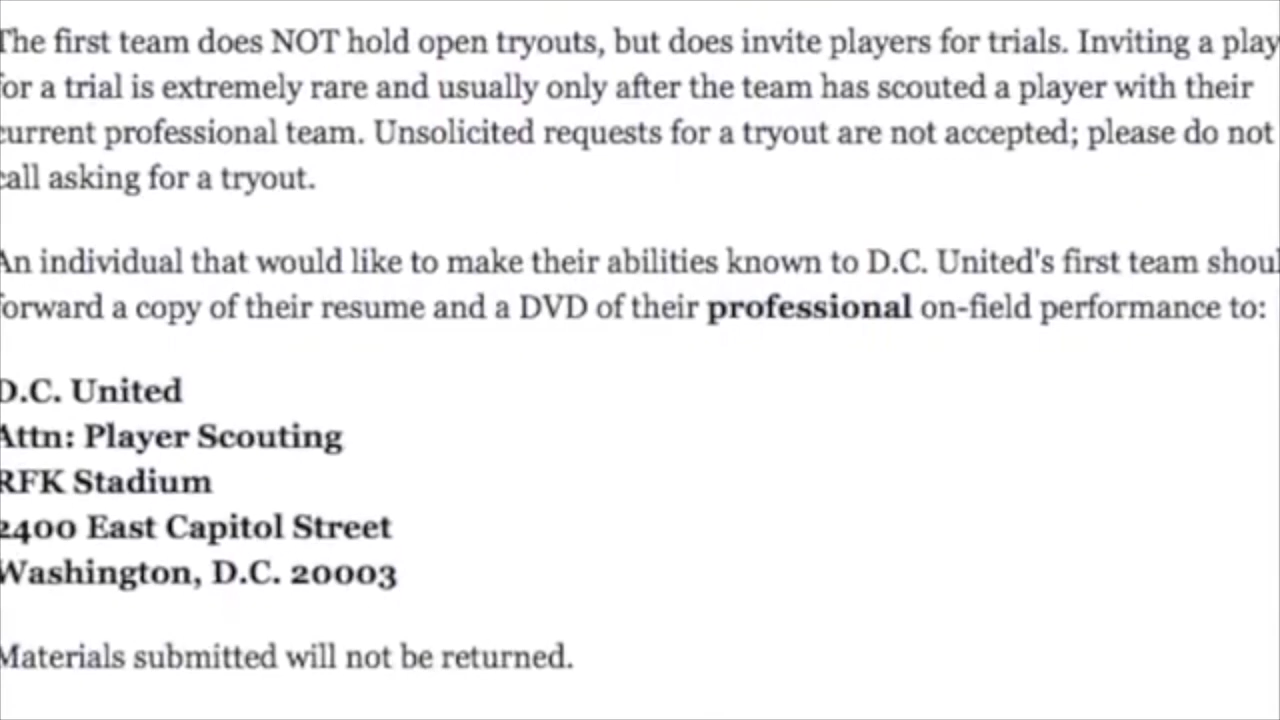 The first team does NOT hold open tryouts, but does invite players for trials. Inviting a play
for a trial is extremely rare and usually only after the team has scouted a player with their
current professional team. Unsolicited requests for a tryout are not accepted; please do not
call asking for a tryout.
An individual that would like to make their abilities known to D.C. United's first team shoul
forward a copy of their resume and a DVD of their professional on-field performance to:
D.C. United
Attn: Player Scouting
RFK Stadium
2400 East Capitol Street
Washington, D.C. 20003
Materials submitted will not be returned.